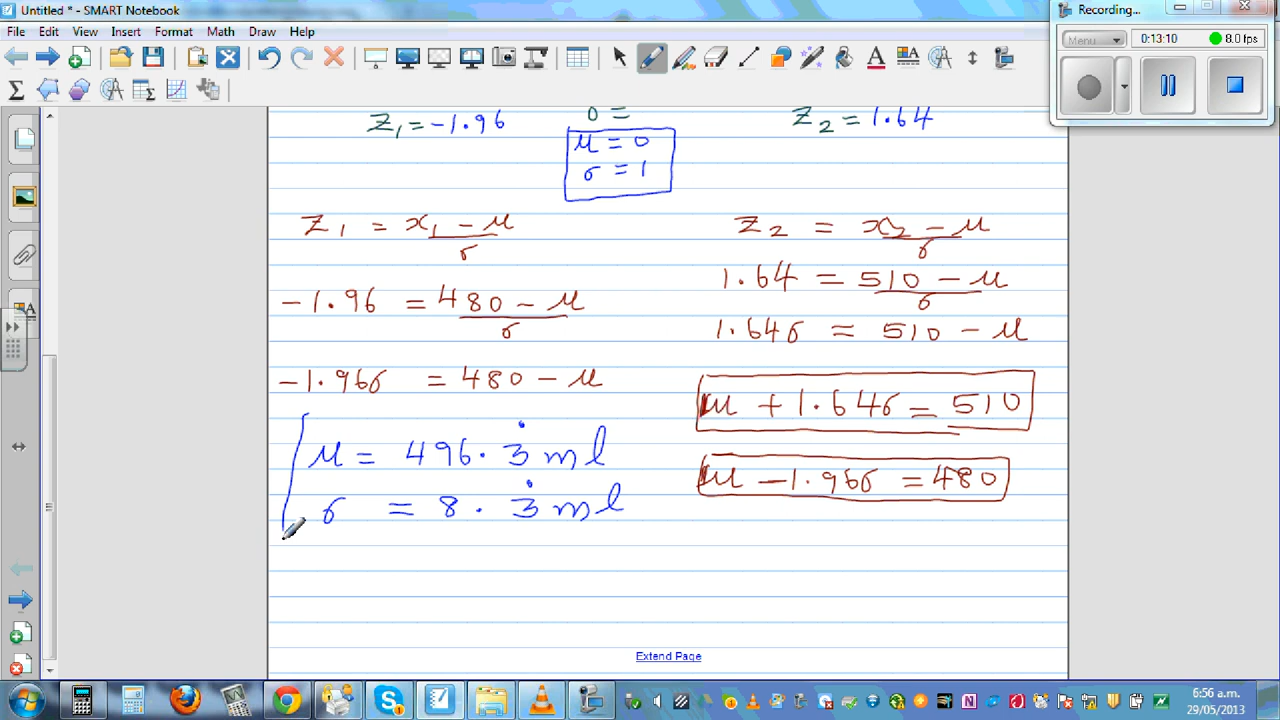 Untitled * - SMART Notebook
File Edit View Insert Format Math Draw Help
Recording...
Menu
0:13:10
8.0 fps
Z₁ = -1.96
0 =
Z₂ = 1.64
μ = 0
σ = 1
Z₁ = x₁ - μ
σ
-1.96 = 480 - μ
σ
-1.96σ = 480 - μ
μ = 496.3̇ ml
σ = 8.3̇ ml
Z₂ = x₂ - μ
σ
1.64 = 510 - μ
σ
1.64σ = 510 - μ
μ + 1.64σ = 510
μ - 1.96σ = 480
Extend Page
6:56 a.m.
29/05/2013